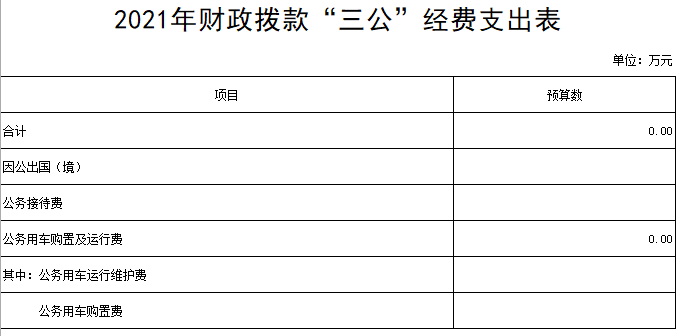 2021年财政拨款“三公”经费支出表
单位：万元
项目 预算数
合计 0.00
因公出国（境）
公务接待费
公务用车购置及运行费 0.00
其中：公务用车运行维护费
公务用车购置费